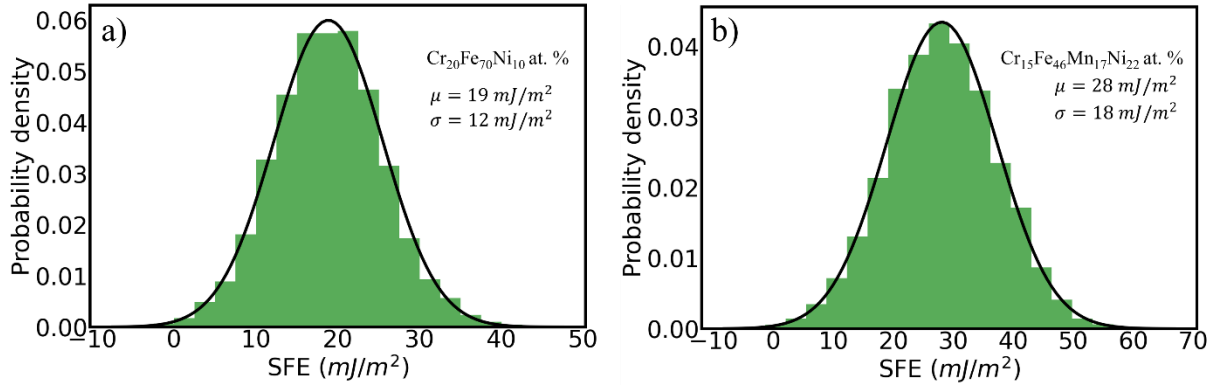 a)
Cr₂₀Fe₇₀Ni₁₀ at. %
μ = 19 mJ/m²
σ = 12 mJ/m²
Probability density
0.06
0.05
0.04
0.03
0.02
0.01
0.00
−10 0 10 20 30 40 50
SFE (mJ/m²)
b)
Cr₁₅Fe₄₆Mn₁₇Ni₂₂ at. %
μ = 28 mJ/m²
σ = 18 mJ/m²
Probability density
0.04
0.03
0.02
0.01
0.00
−10 0 10 20 30 40 50 60 70
SFE (mJ/m²)